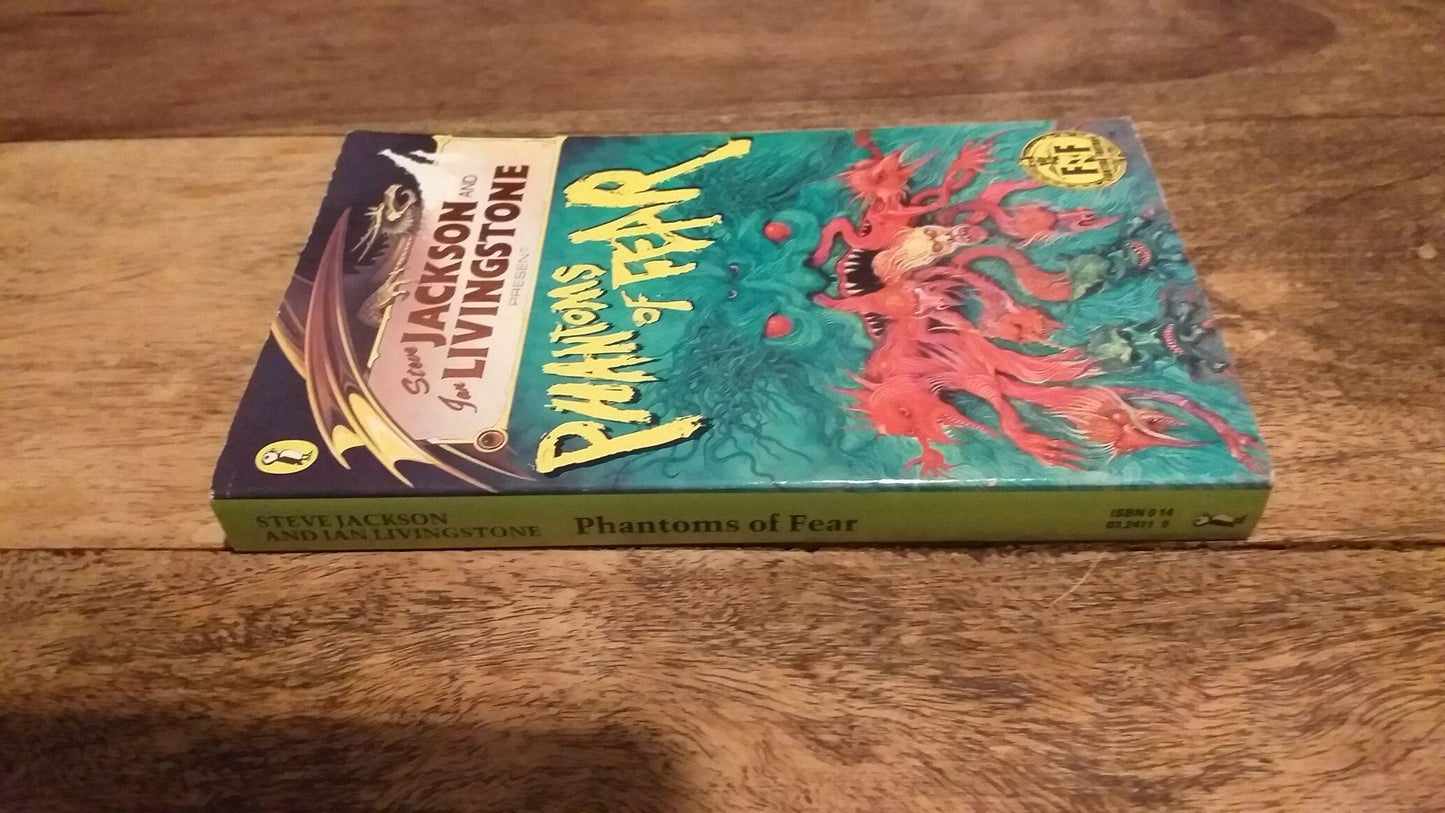 Steve
JACKSON AND
Ian LIVINGSTONE
PRESENT
PHANTOMS
OF FEAR
STEVE JACKSON
AND IAN LIVINGSTONE
Phantoms of Fear
ISBN 0 14
03.2411 9